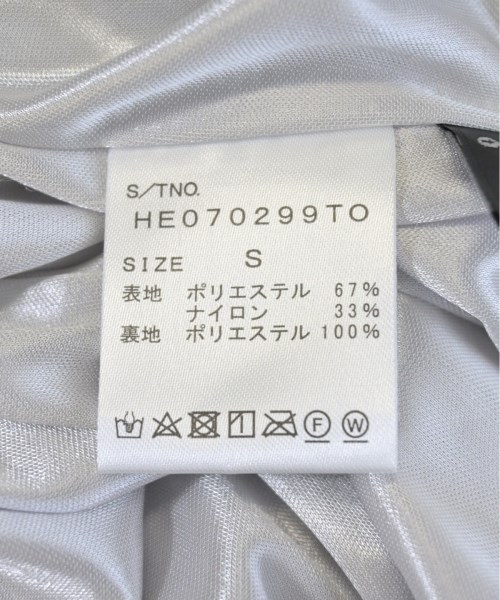 S/TNO.
HE070299TO
SIZE S
表地 ポリエステル 67%
ナイロン 33%
裏地 ポリエステル 100%
F W